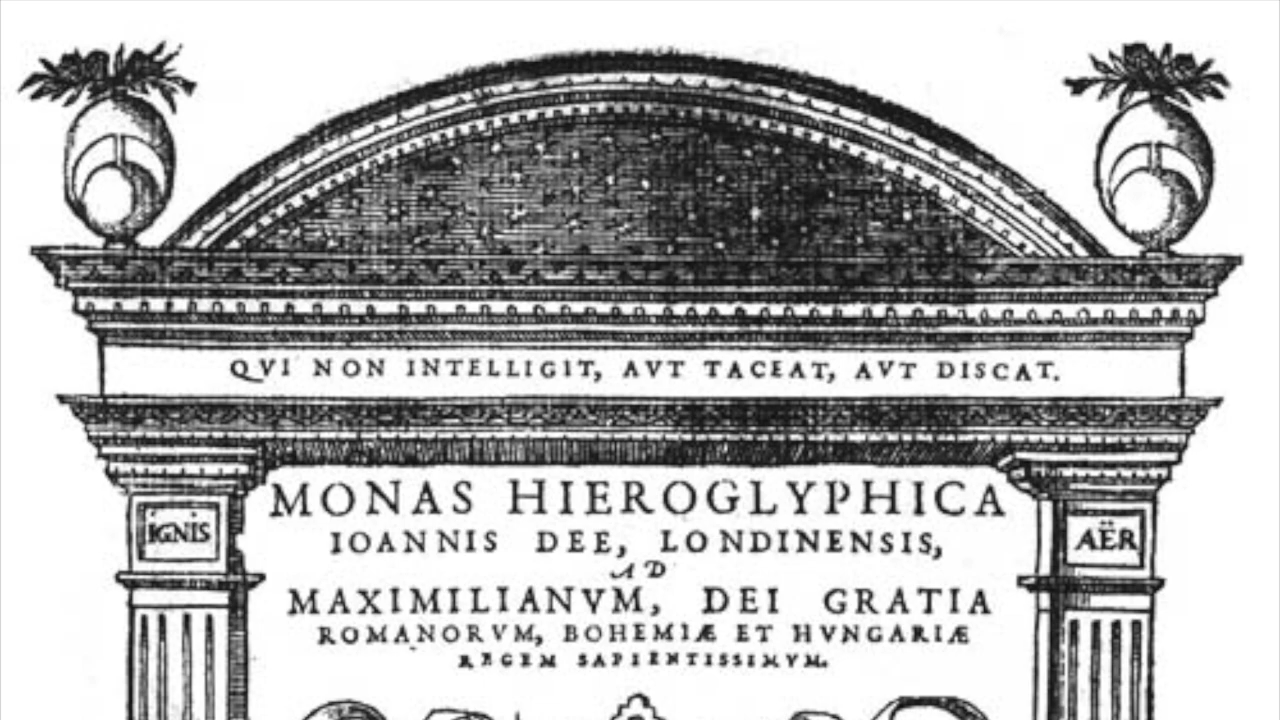 QVI NON INTELLIGIT, AVT TACEAT, AVT DISCAT.
MONAS HIEROGLYPHICA
IGNIS
IOANNIS DEE, LONDINENSIS,
AËR
AD
MAXIMILIANVM, DEI GRATIA
ROMANORVM, BOHEMIÆ ET HVNGARIÆ
REGEM SAPIENTISSIMVM.